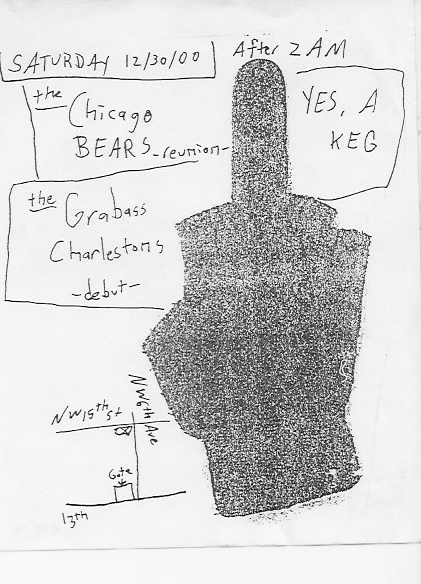 SATURDAY 12/30/00
After 2 AM
the
Chicago
BEARS -reunion-
YES, A
KEG
the Grabass
Charlestons
-debut-
NW 15th St
NW 6th Ave
Gate
13th